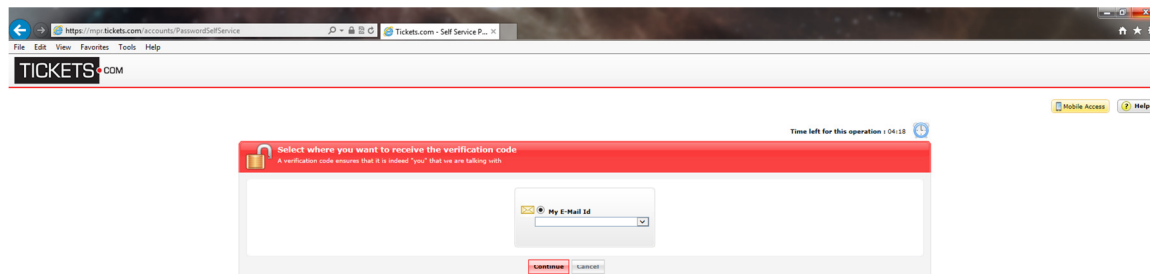 https://mpr.tickets.com/accounts/PasswordSelfService
Tickets.com - Self Service P...
File Edit View Favorites Tools Help
TICKETS COM
Mobile Access
Help
Time left for this operation : 04:18
Select where you want to receive the verification code
A verification code ensures that it is indeed "you" that we are talking with
My E-Mail Id
Continue Cancel